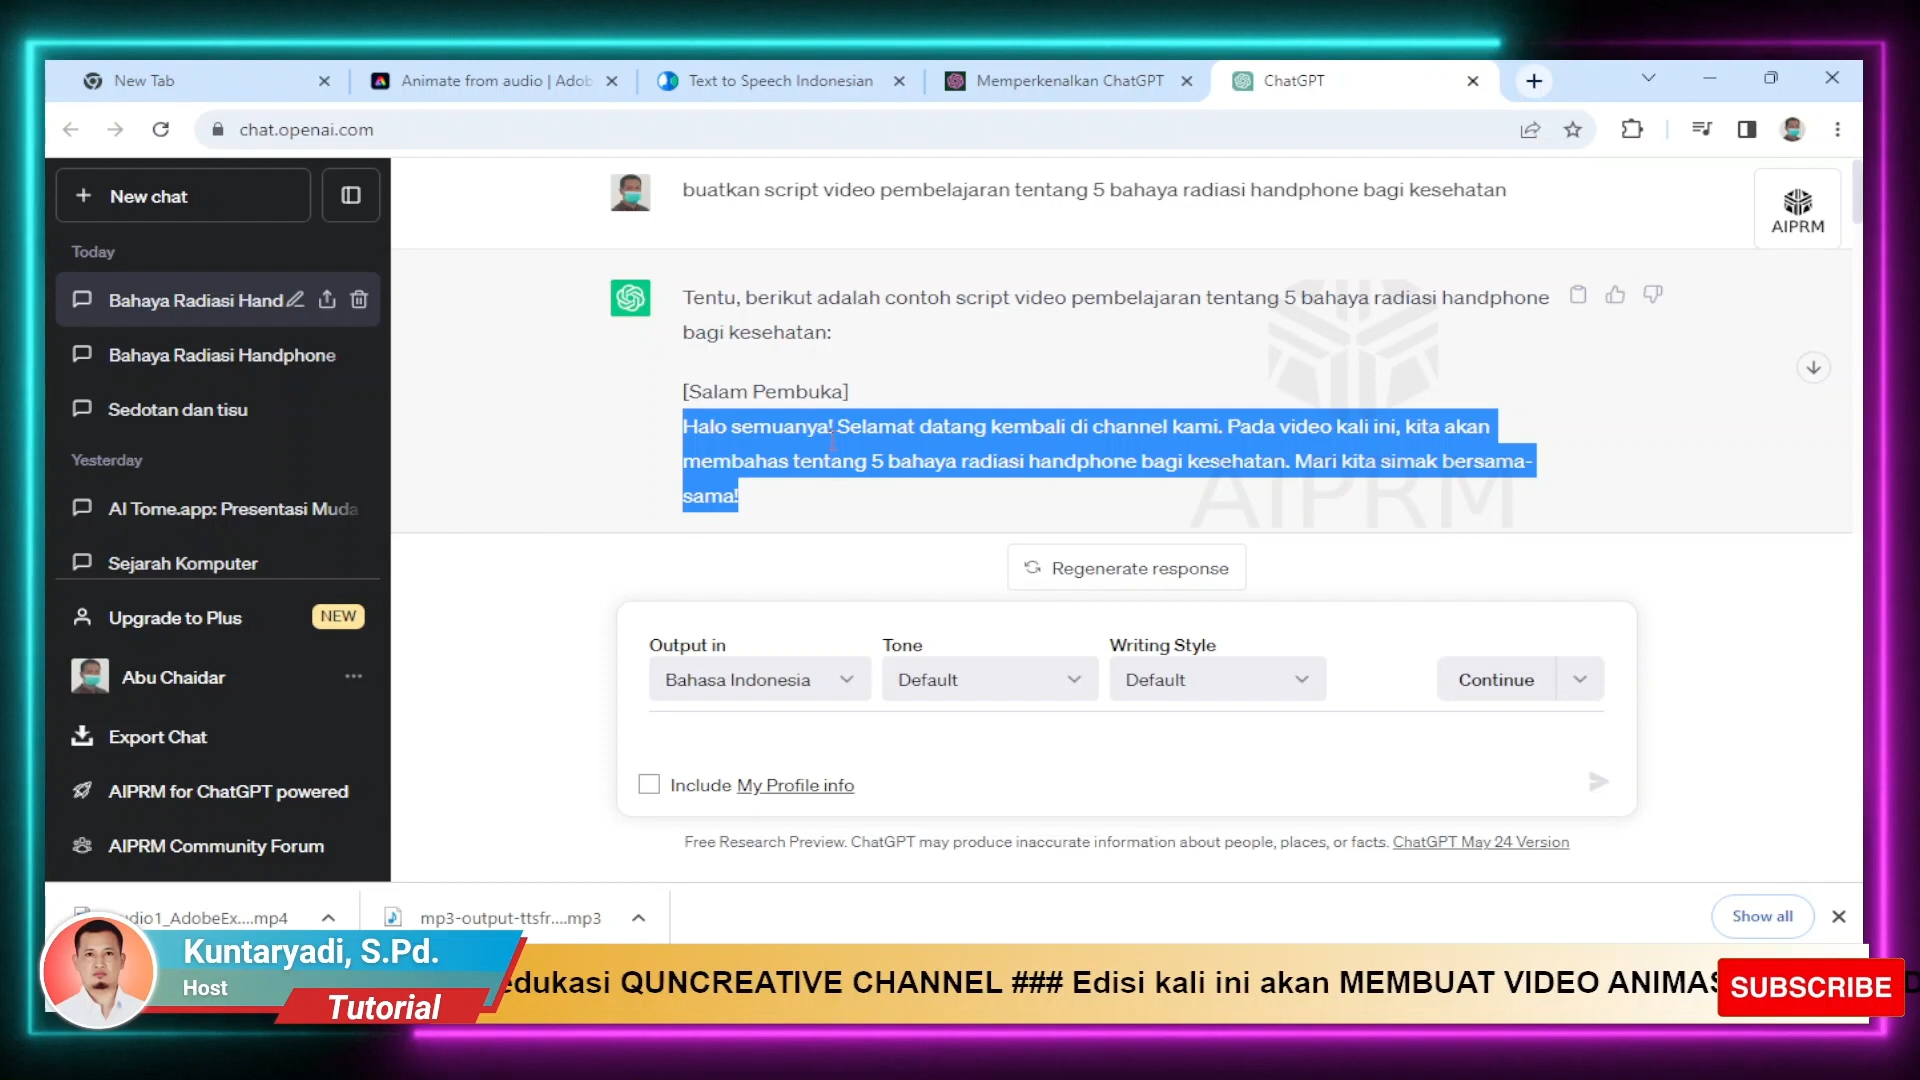 New Tab
Animate from audio | Adob
Text to Speech Indonesian
Memperkenalkan ChatGPT
ChatGPT
chat.openai.com
New chat
Today
Bahaya Radiasi Hand
Bahaya Radiasi Handphone
Sedotan dan tisu
Yesterday
AI Tome.app: Presentasi Muda
Sejarah Komputer
Upgrade to Plus
NEW
Abu Chaidar
Export Chat
AIPRM for ChatGPT powered
AIPRM Community Forum
buatkan script video pembelajaran tentang 5 bahaya radiasi handphone bagi kesehatan
AIPRM
Tentu, berikut adalah contoh script video pembelajaran tentang 5 bahaya radiasi handphone
bagi kesehatan:
[Salam Pembuka]
Halo semuanya! Selamat datang kembali di channel kami. Pada video kali ini, kita akan
membahas tentang 5 bahaya radiasi handphone bagi kesehatan. Mari kita simak bersama-
sama!
AIPRM
Regenerate response
Output in
Tone
Writing Style
Bahasa Indonesia
Default
Default
Continue
Include My Profile info
Free Research Preview. ChatGPT may produce inaccurate information about people, places, or facts. ChatGPT May 24 Version
dio1_AdobeEx....mp4
mp3-output-ttsfr....mp3
Show all
Kuntaryadi, S.Pd.
Host
Tutorial
edukasi QUNCREATIVE CHANNEL ### Edisi kali ini akan MEMBUAT VIDEO ANIMAS
SUBSCRIBE